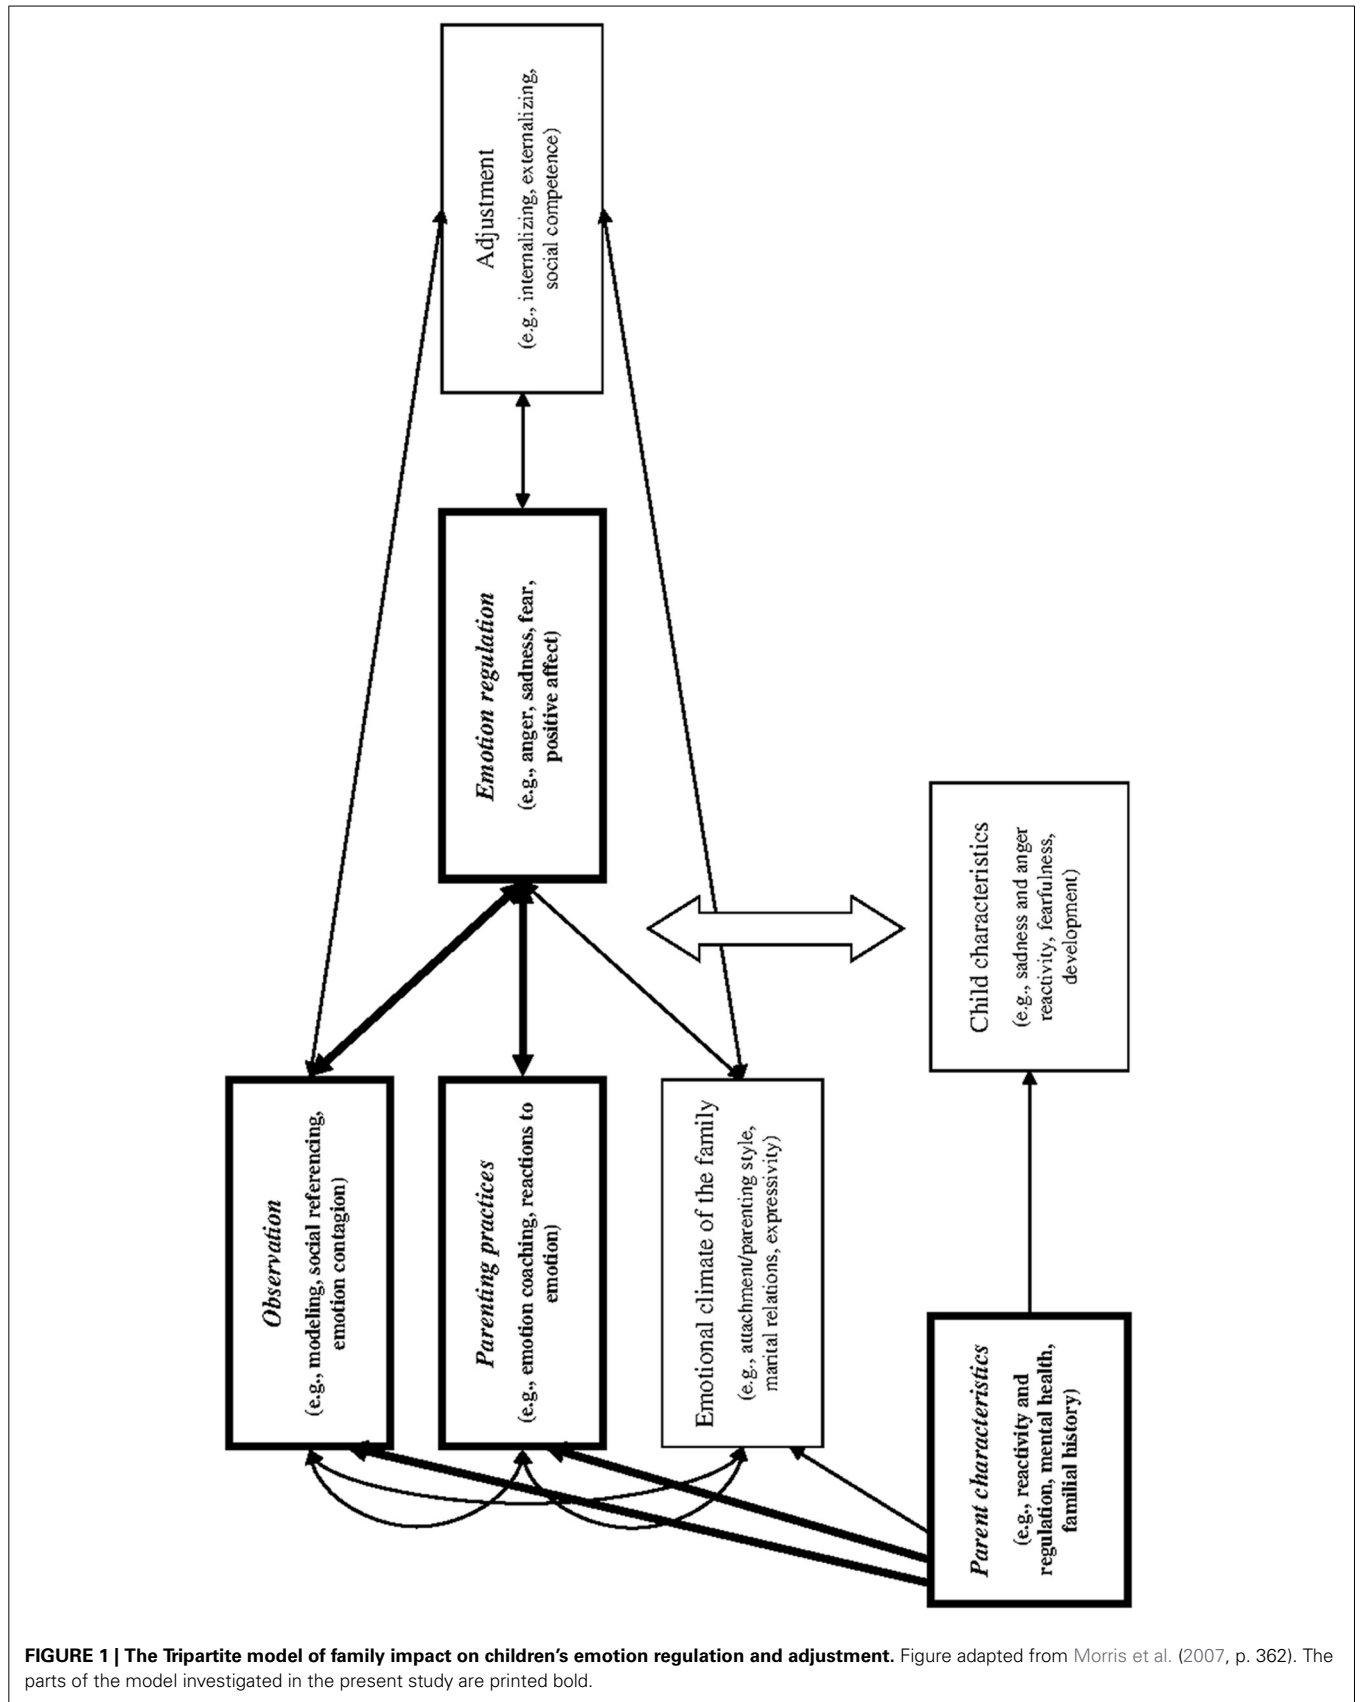 Observation
(e.g., modeling, social referencing,
emotion contagion)
Parenting practices
(e.g., emotion coaching, reactions to
emotion)
Emotional climate of the family
(e.g., attachment/parenting style,
marital relations, expressivity)
Parent characteristics
(e.g., reactivity and
regulation, mental health,
familial history)
Child characteristics
(e.g., sadness and anger
reactivity, fearfulness,
development)
Emotion regulation
(e.g., anger, sadness, fear,
positive affect)
Adjustment
(e.g., internalizing, externalizing,
social competence)
FIGURE 1 | The Tripartite model of family impact on children's emotion regulation and adjustment. Figure adapted from Morris et al. (2007, p. 362). The
parts of the model investigated in the present study are printed bold.